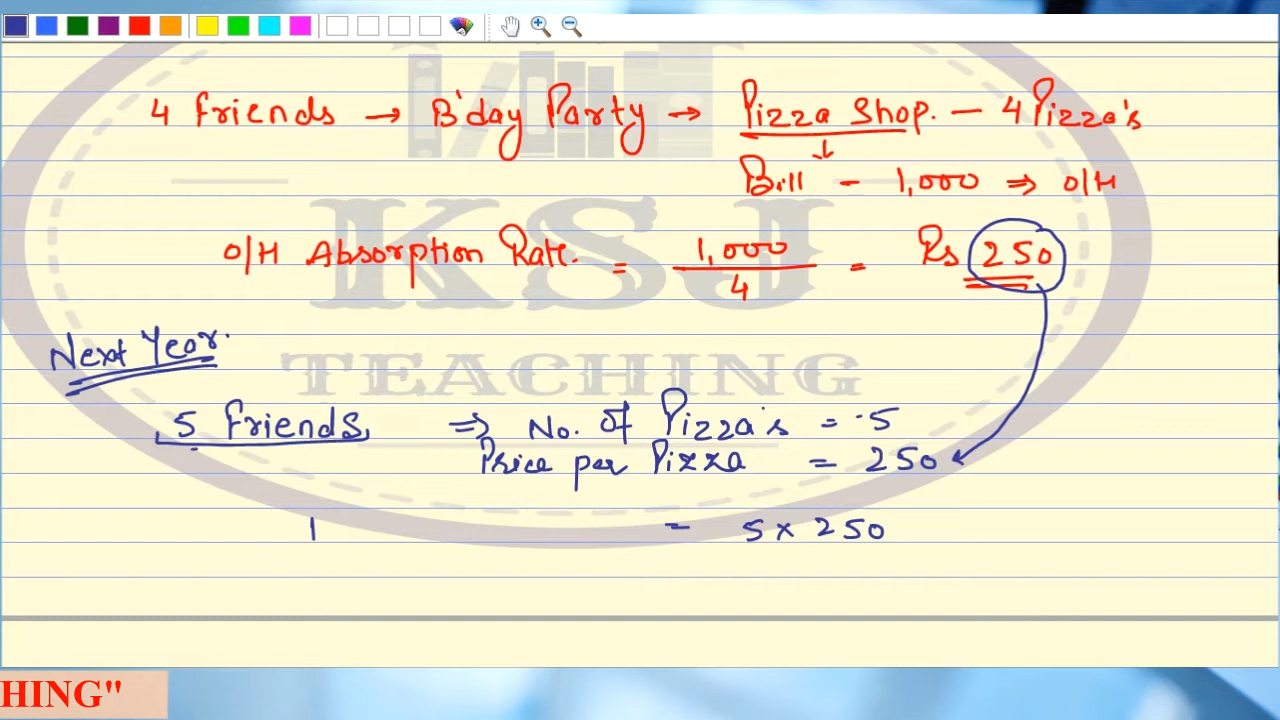 4 Friends → B'day Party → Pizza Shop. – 4 Pizza's
↓
Bill – 1,000 ⇒ O/H
O/H Absorption Rate. = 1,000 / 4 = Rs 250
Next Year.
5 Friends ⇒ No. of Pizza's = 5
Price per Pizza = 250
= 5 × 250
KSJ
TEACHING
HING"